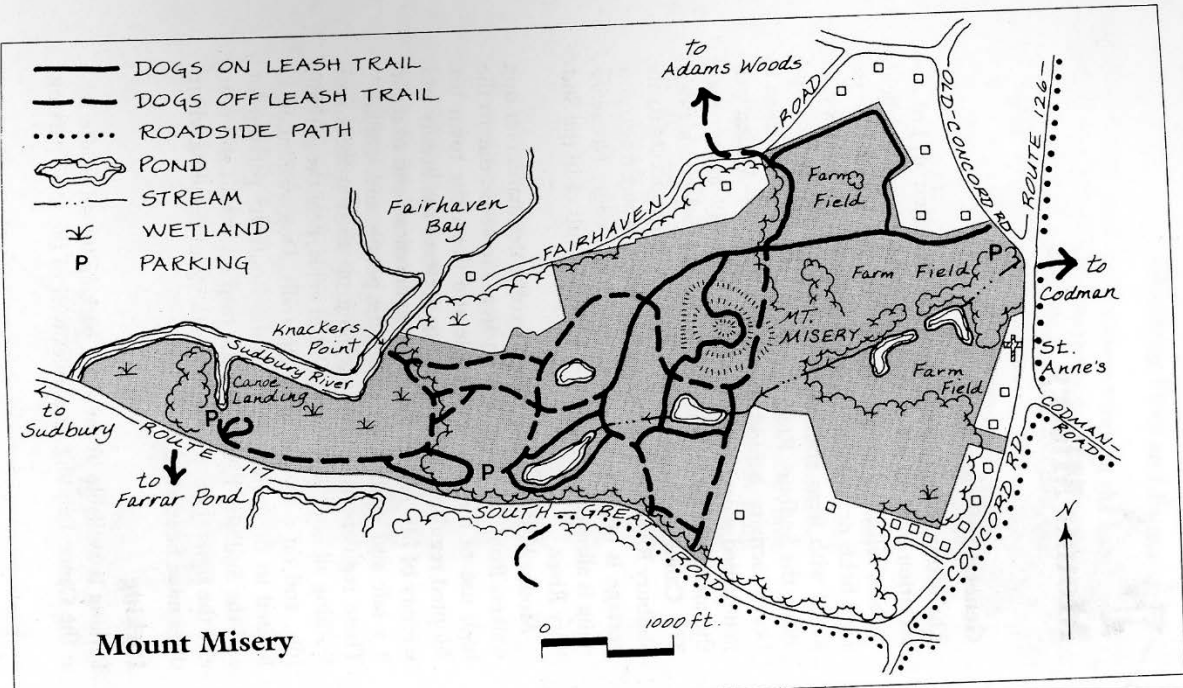 DOGS ON LEASH TRAIL
DOGS OFF LEASH TRAIL
ROADSIDE PATH
POND
STREAM
WETLAND
P PARKING
to
Adams Woods
ROAD
OLD-CONCORD RD
ROUTE 126
Farm
Field
Fairhaven
Bay
FAIRHAVEN
P
Farm Field
to
Codman
Knackers
Point
MT.
MISERY
Sudbury River
Canoe
Landing
Farm
Field
St.
Anne's
P
to
Sudbury
ROUTE 117
CODMAN
ROAD
P
to
Farrar Pond
SOUTH-GREAT
ROAD
CONCORD RD
N
0 1000 ft.
Mount Misery